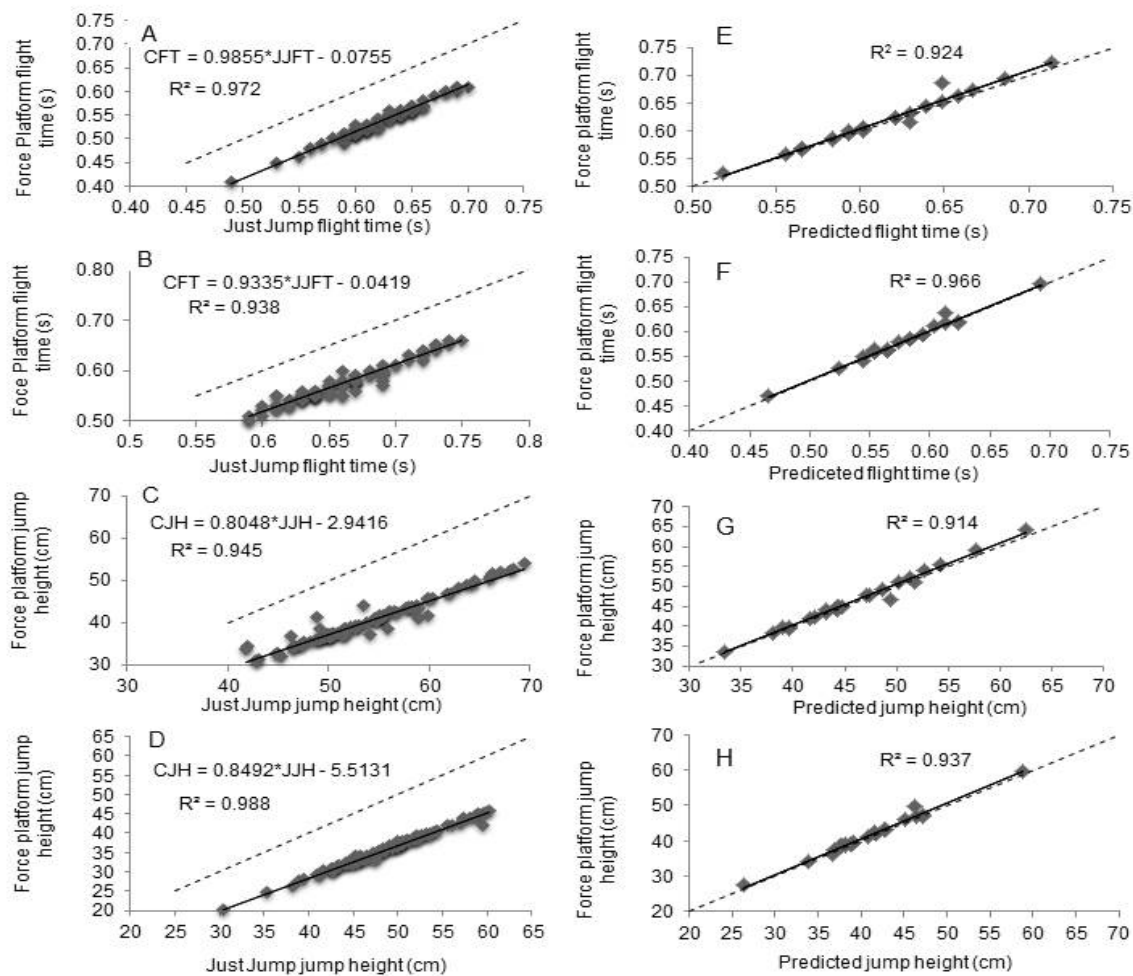 A
CFT = 0.9855*JJFT - 0.0755
R² = 0.972
Force Platform flight
time (s)
0.75
0.70
0.65
0.60
0.55
0.50
0.45
0.40
0.40 0.45 0.50 0.55 0.60 0.65 0.70 0.75
Just Jump flight time (s)
B
CFT = 0.9335*JJFT - 0.0419
R² = 0.938
Foce Platform flight
time (s)
0.80
0.70
0.60
0.50
0.5 0.55 0.6 0.65 0.7 0.75 0.8
Just Jump flight time (s)
C
CJH = 0.8048*JJH - 2.9416
R² = 0.945
Force platform jump
height (cm)
70
60
50
40
30
30 40 50 60 70
Just Jump jump height (cm)
D
CJH = 0.8492*JJH - 5.5131
R² = 0.988
Force platform jump
height (cm)
65
60
55
50
45
40
35
30
25
20
20 25 30 35 40 45 50 55 60 65
Just Jump jump height (cm)
E
R² = 0.924
Force platform flight
time (s)
0.75
0.70
0.65
0.60
0.55
0.50
0.50 0.55 0.60 0.65 0.70 0.75
Predicted flight time (s)
F
R² = 0.966
Force platform flight
time (s)
0.75
0.70
0.65
0.60
0.55
0.50
0.45
0.40
0.40 0.45 0.50 0.55 0.60 0.65 0.70 0.75
Prediceted flight time (s)
G
R² = 0.914
Force platform jump
height (cm)
70
65
60
55
50
45
40
35
30
30 35 40 45 50 55 60 65 70
Predicted jump height (cm)
H
R² = 0.937
Force platform jump
height (cm)
70
60
50
40
30
20
20 25 30 35 40 45 50 55 60 65 70
Predicted jump height (cm)